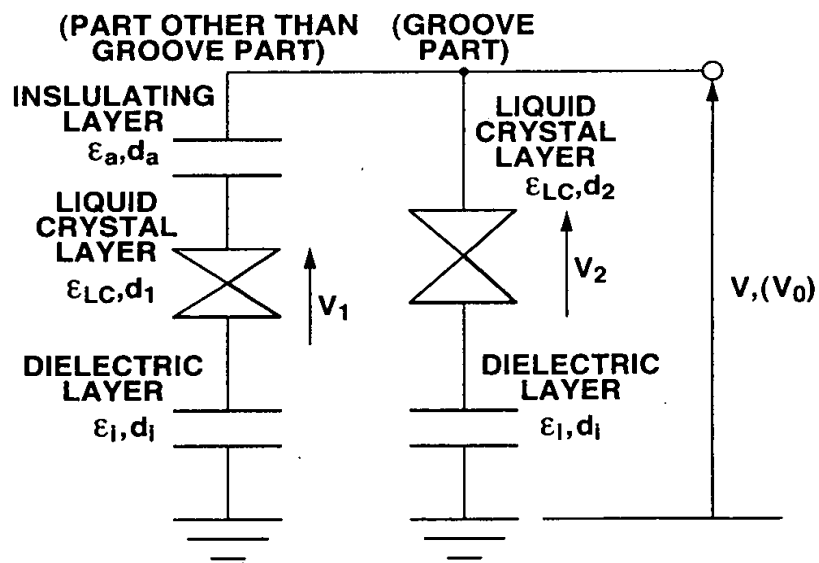 (PART OTHER THAN
GROOVE PART)
(GROOVE
PART)
INSLULATING
LAYER
εa,da
LIQUID
CRYSTAL
LAYER
εLC,d1
V1
DIELECTRIC
LAYER
εi,di
LIQUID
CRYSTAL
LAYER
εLC,d2
V2
DIELECTRIC
LAYER
εi,di
V,(V0)